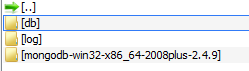 [..]
[db]
[log]
[mongodb-win32-x86_64-2008plus-2.4.9]